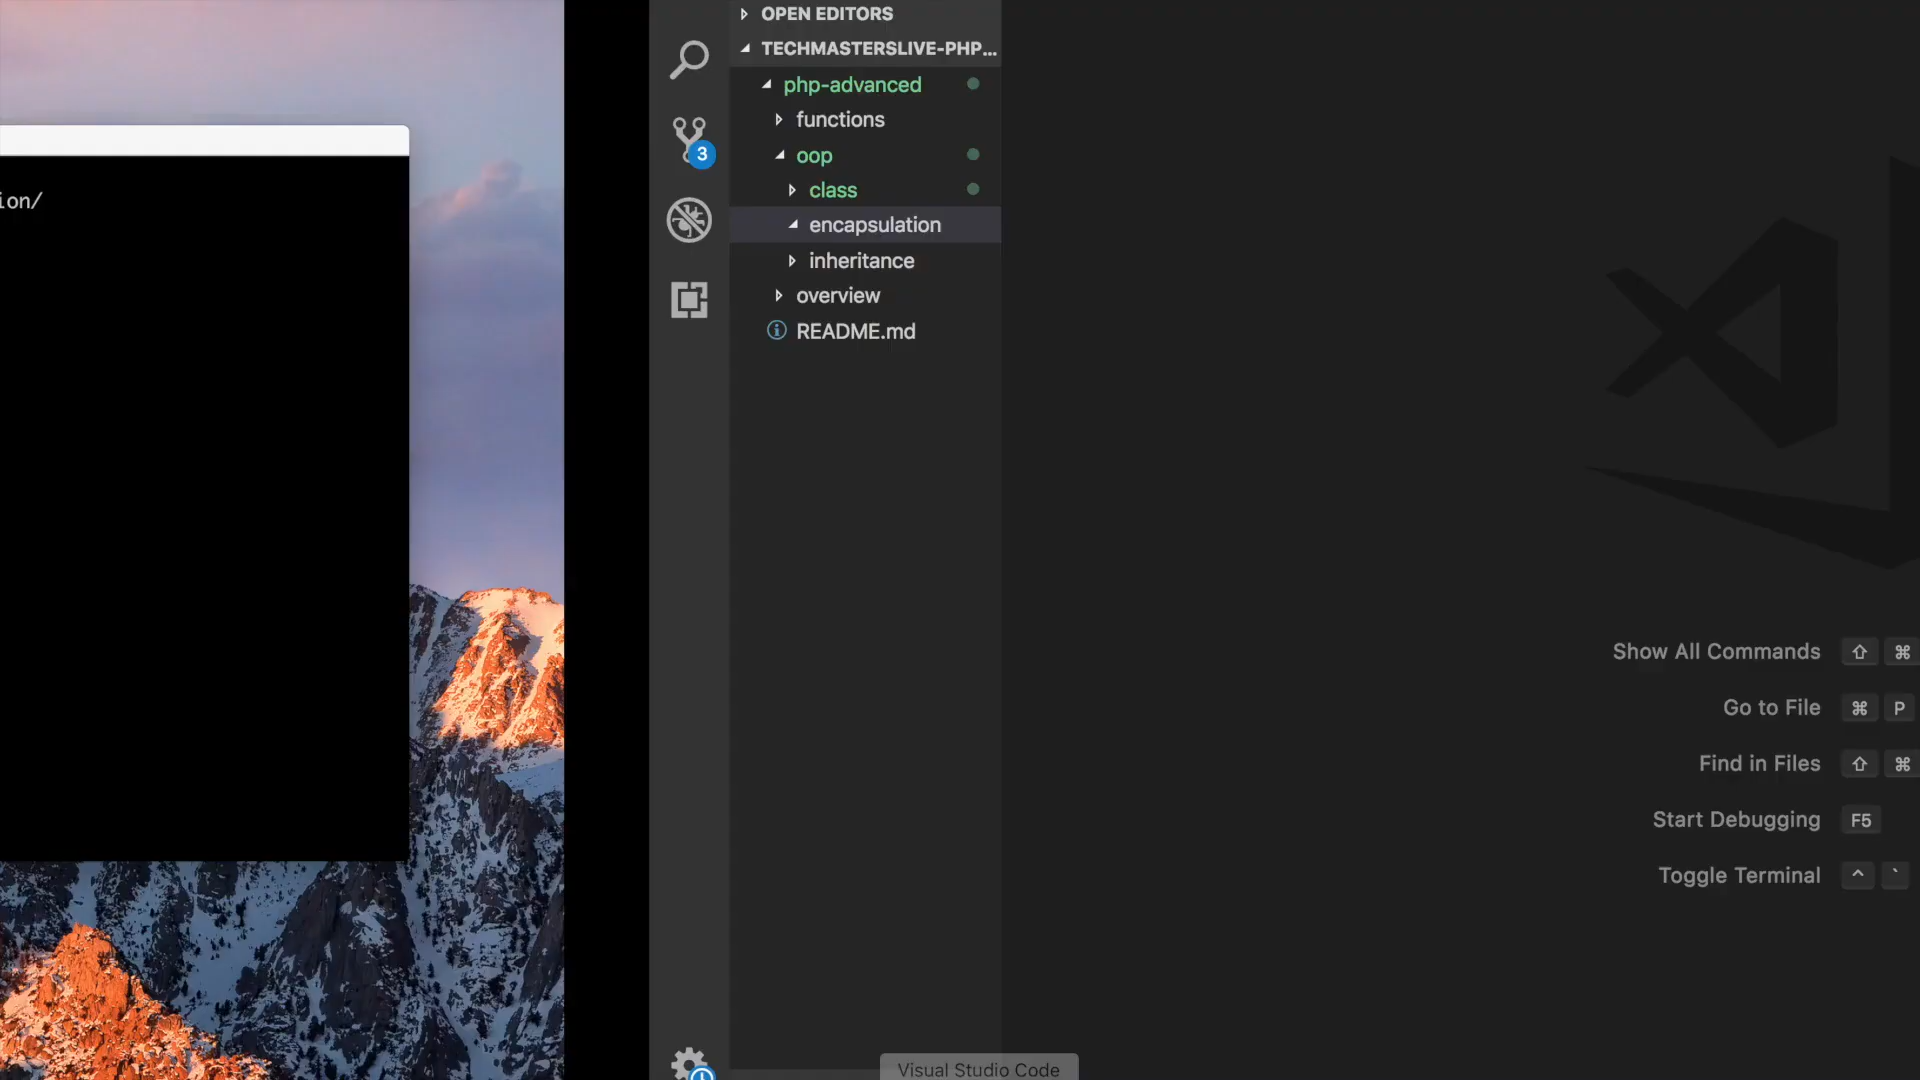 ion/
OPEN EDITORS
TECHMASTERSLIVE-PHP...
php-advanced
functions
3
oop
class
encapsulation
inheritance
overview
README.md
Show All Commands ⇧ ⌘
Go to File ⌘ P
Find in Files ⇧ ⌘
Start Debugging F5
Toggle Terminal ^ `
Visual Studio Code